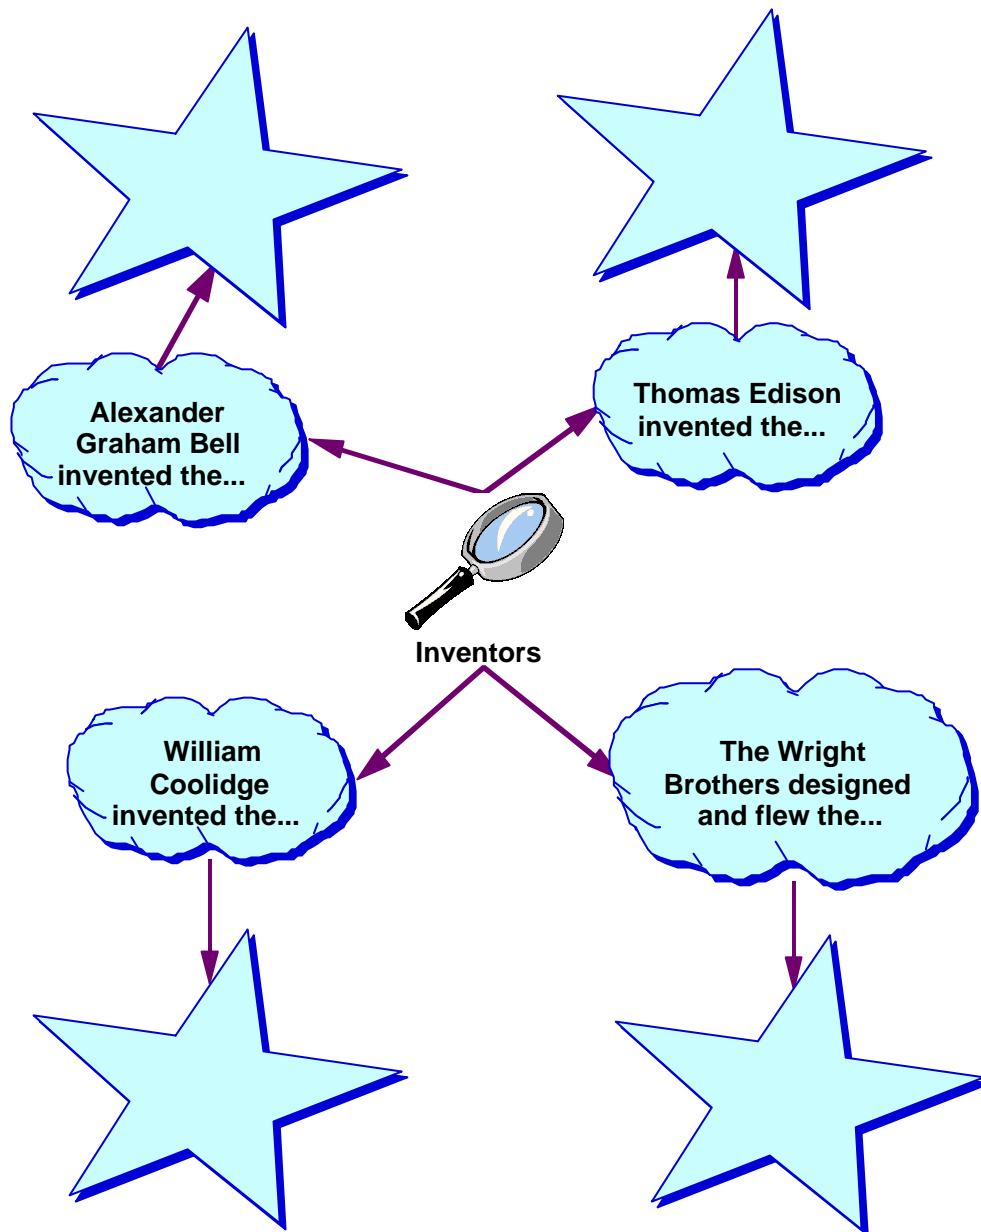 Alexander
Graham Bell
invented the...
Thomas Edison
invented the...
Inventors
William
Coolidge
invented the...
The Wright
Brothers designed
and flew the...